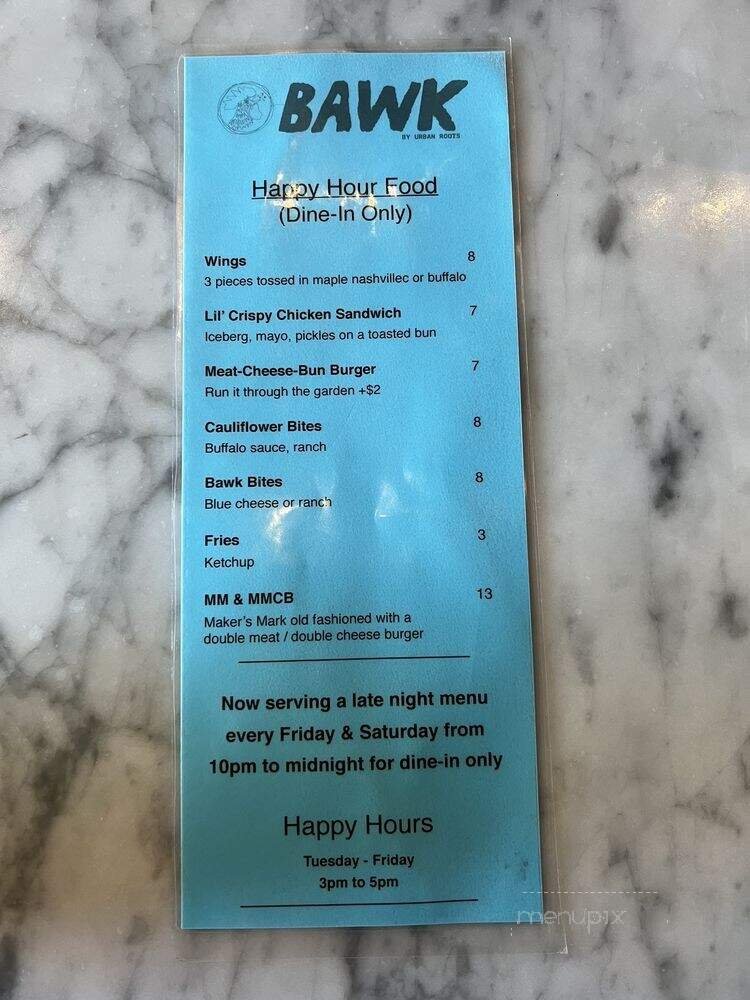 BAWK
BY URBAN ROOTS
Happy Hour Food
(Dine-In Only)
Wings 8
3 pieces tossed in maple nashvillec or buffalo
Lil' Crispy Chicken Sandwich 7
Iceberg, mayo, pickles on a toasted bun
Meat-Cheese-Bun Burger 7
Run it through the garden +$2
Cauliflower Bites 8
Buffalo sauce, ranch
Bawk Bites 8
Blue cheese or ranch
Fries 3
Ketchup
MM & MMCB 13
Maker's Mark old fashioned with a
double meat / double cheese burger
Now serving a late night menu
every Friday & Saturday from
10pm to midnight for dine-in only
Happy Hours
Tuesday - Friday
3pm to 5pm
menupix